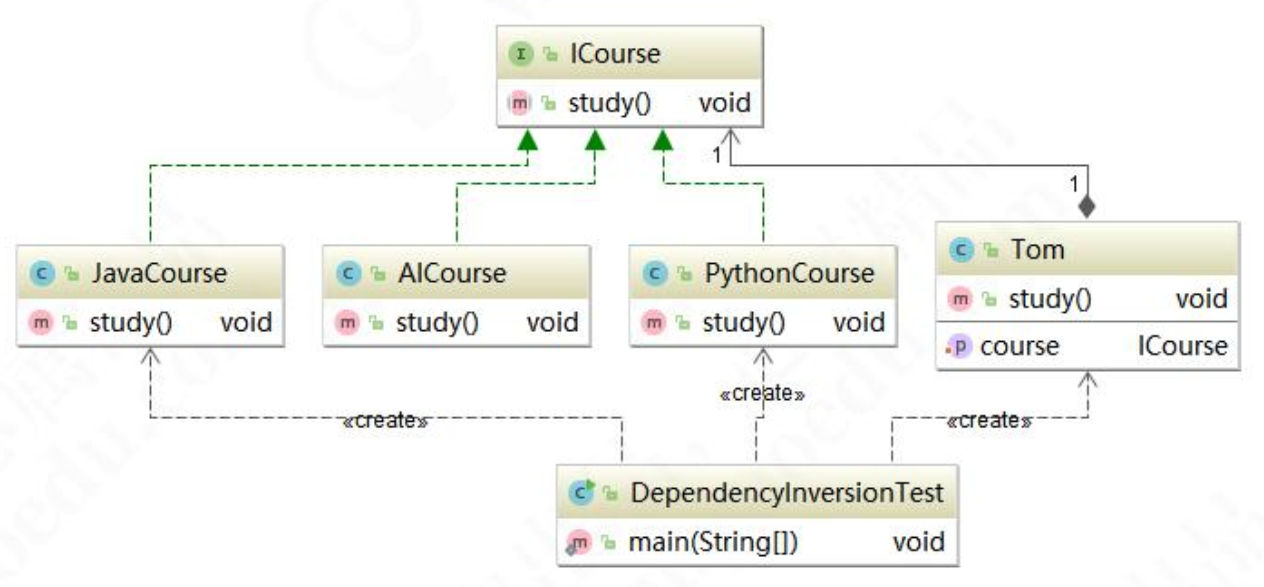 ICourse
study() void
1
1
JavaCourse
study() void
AICourse
study() void
PythonCourse
study() void
Tom
study() void
course ICourse
«create»
«create»
«create»
DependencyInversionTest
main(String[]) void